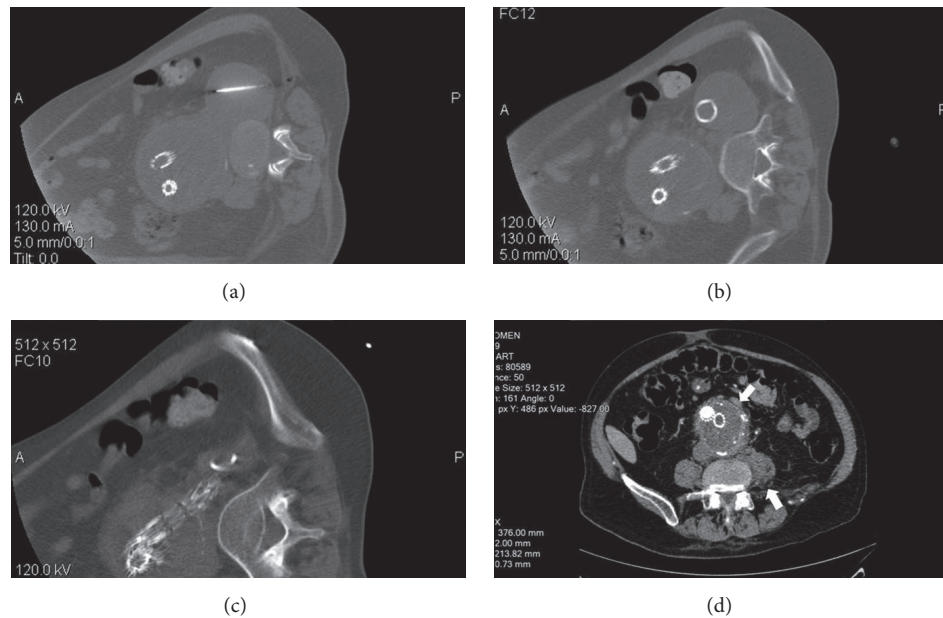 A
P
120.0 kV
130.0 mA
5.0 mm/0.0:1
Tilt: 0.0
(a)
FC12
A
120.0 kV
130.0 mA
5.0 mm/0.0:1
(b)
512 x 512
FC10
A
P
120.0 kV
(c)
OMEN
9
ART
s: 80589
nce: 50
e Size: 512 x 512
: 161 Angle: 0
px Y: 486 px Value: -827.00
X
376.00 mm
2.00 mm
213.82 mm
0.73 mm
(d)